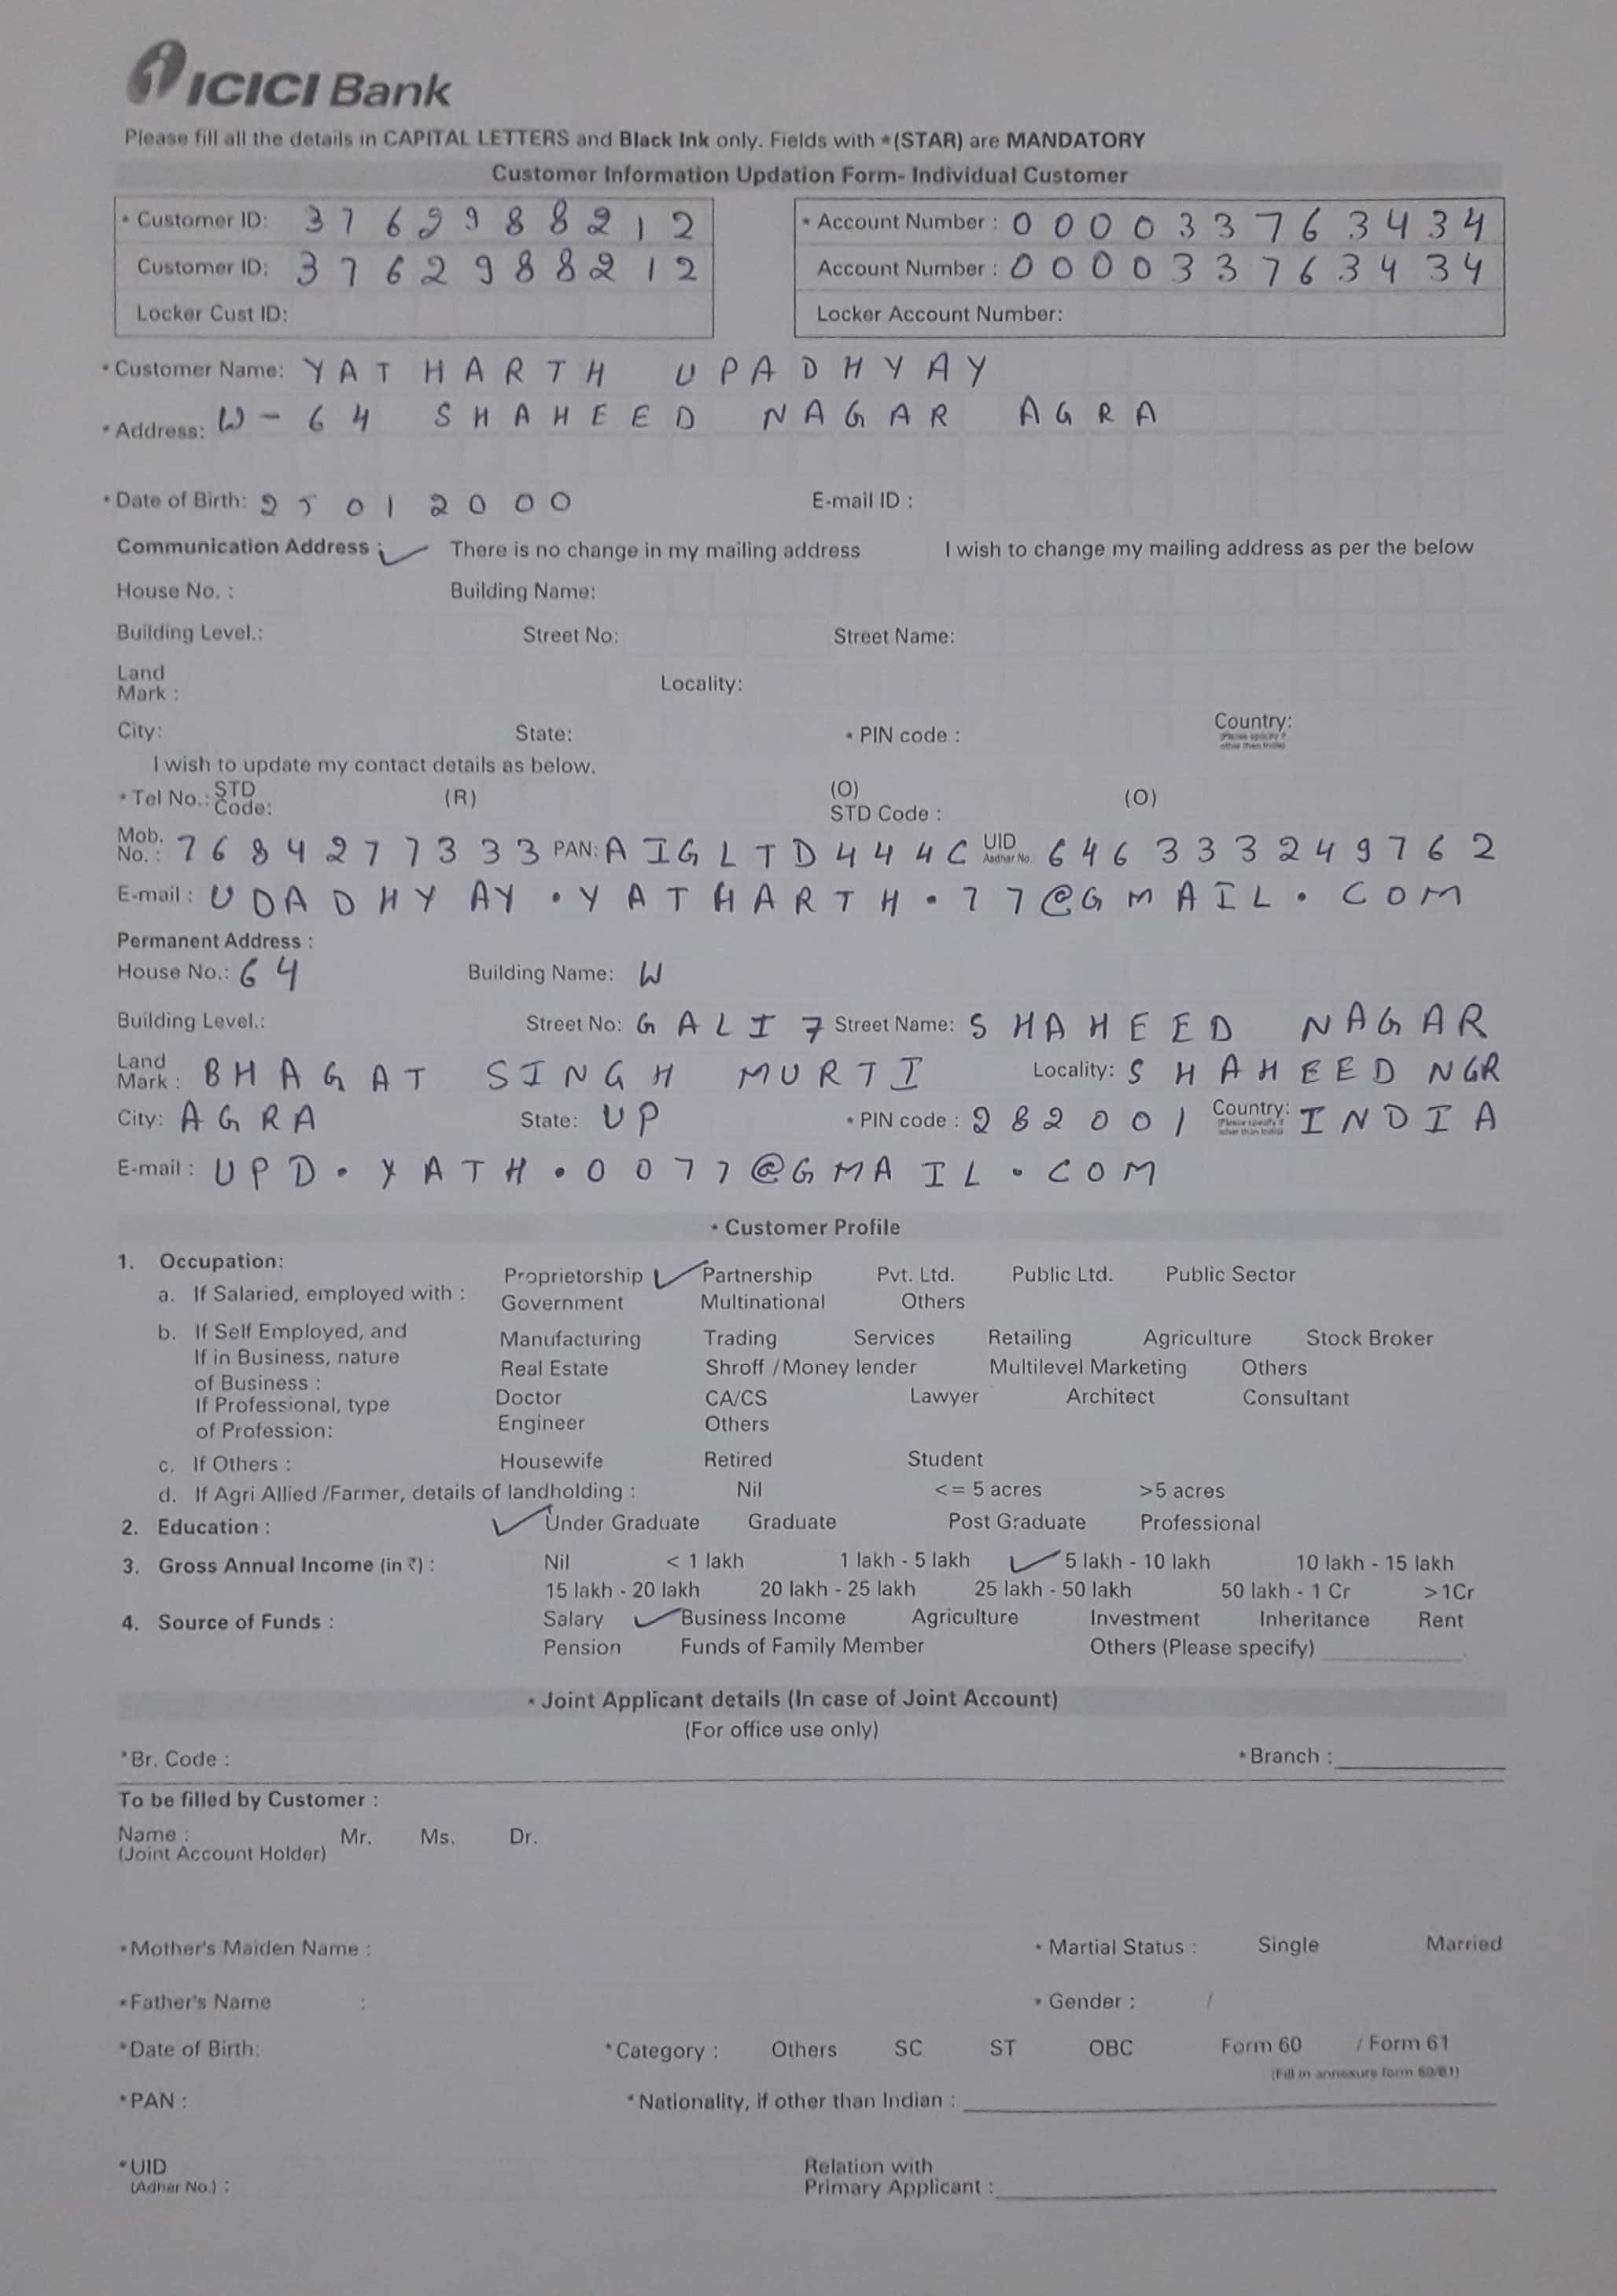 ICICI Bank
Please fill all the details in CAPITAL LETTERS and Black Ink only. Fields with *(STAR) are MANDATORY
Customer Information Updation Form- Individual Customer
* Customer ID: 3762988212 * Account Number : 000033763434
Customer ID: 3762988212 Account Number : 000033763434
Locker Cust ID: Locker Account Number:
* Customer Name: YATHARTH UPADHYAY
* Address: W-64 SHAHEED NAGAR AGRA
* Date of Birth: 25012000 E-mail ID :
Communication Address : ✓ There is no change in my mailing address I wish to change my mailing address as per the below
House No. : Building Name:
Building Level.: Street No: Street Name:
Land Mark : Locality:
City: State: * PIN code : Country: (Please specify if other than India)
I wish to update my contact details as below.
* Tel No.: STD Code: (R) (O) STD Code : (O)
Mob. No. : 7684277333 PAN: AIGLTD444C UID Aadhar No. 646333249762
E-mail : UDADHYAY.YATHARTH.77@GMAIL.COM
Permanent Address :
House No.: 64 Building Name: W
Building Level.: Street No: GALI 7 Street Name: SHAHEED NAGAR
Land Mark : BHAGAT SINGH MURTI Locality: SHAHEED NGR
City: AGRA State: UP * PIN code : 282001 Country: (Please specify if other than India) INDIA
E-mail : UPD.YATH.0077@GMAIL.COM
* Customer Profile
1. Occupation:
a. If Salaried, employed with : Proprietorship ✓ Partnership Pvt. Ltd. Public Ltd. Public Sector
Government Multinational Others
b. If Self Employed, and If in Business, nature of Business : Manufacturing Trading Services Retailing Agriculture Stock Broker
Real Estate Shroff /Money lender Multilevel Marketing Others
If Professional, type of Profession: Doctor CA/CS Lawyer Architect Consultant
Engineer Others
c. If Others : Housewife Retired Student
d. If Agri Allied /Farmer, details of landholding : Nil <= 5 acres >5 acres
2. Education : ✓ Under Graduate Graduate Post Graduate Professional
3. Gross Annual Income (in ₹) : Nil < 1 lakh 1 lakh - 5 lakh ✓ 5 lakh - 10 lakh 10 lakh - 15 lakh
15 lakh - 20 lakh 20 lakh - 25 lakh 25 lakh - 50 lakh 50 lakh - 1 Cr >1Cr
4. Source of Funds : Salary ✓ Business Income Agriculture Investment Inheritance Rent
Pension Funds of Family Member Others (Please specify)
* Joint Applicant details (In case of Joint Account)
(For office use only)
*Br. Code : * Branch :
To be filled by Customer :
Name : (Joint Account Holder) Mr. Ms. Dr.
*Mother's Maiden Name : * Martial Status : Single Married
*Father's Name : * Gender : /
*Date of Birth: *Category : Others SC ST OBC Form 60 / Form 61
(Fill in annexure form 60/61)
*PAN : *Nationality, if other than Indian :
*UID (Adhar No.) : Relation with Primary Applicant :